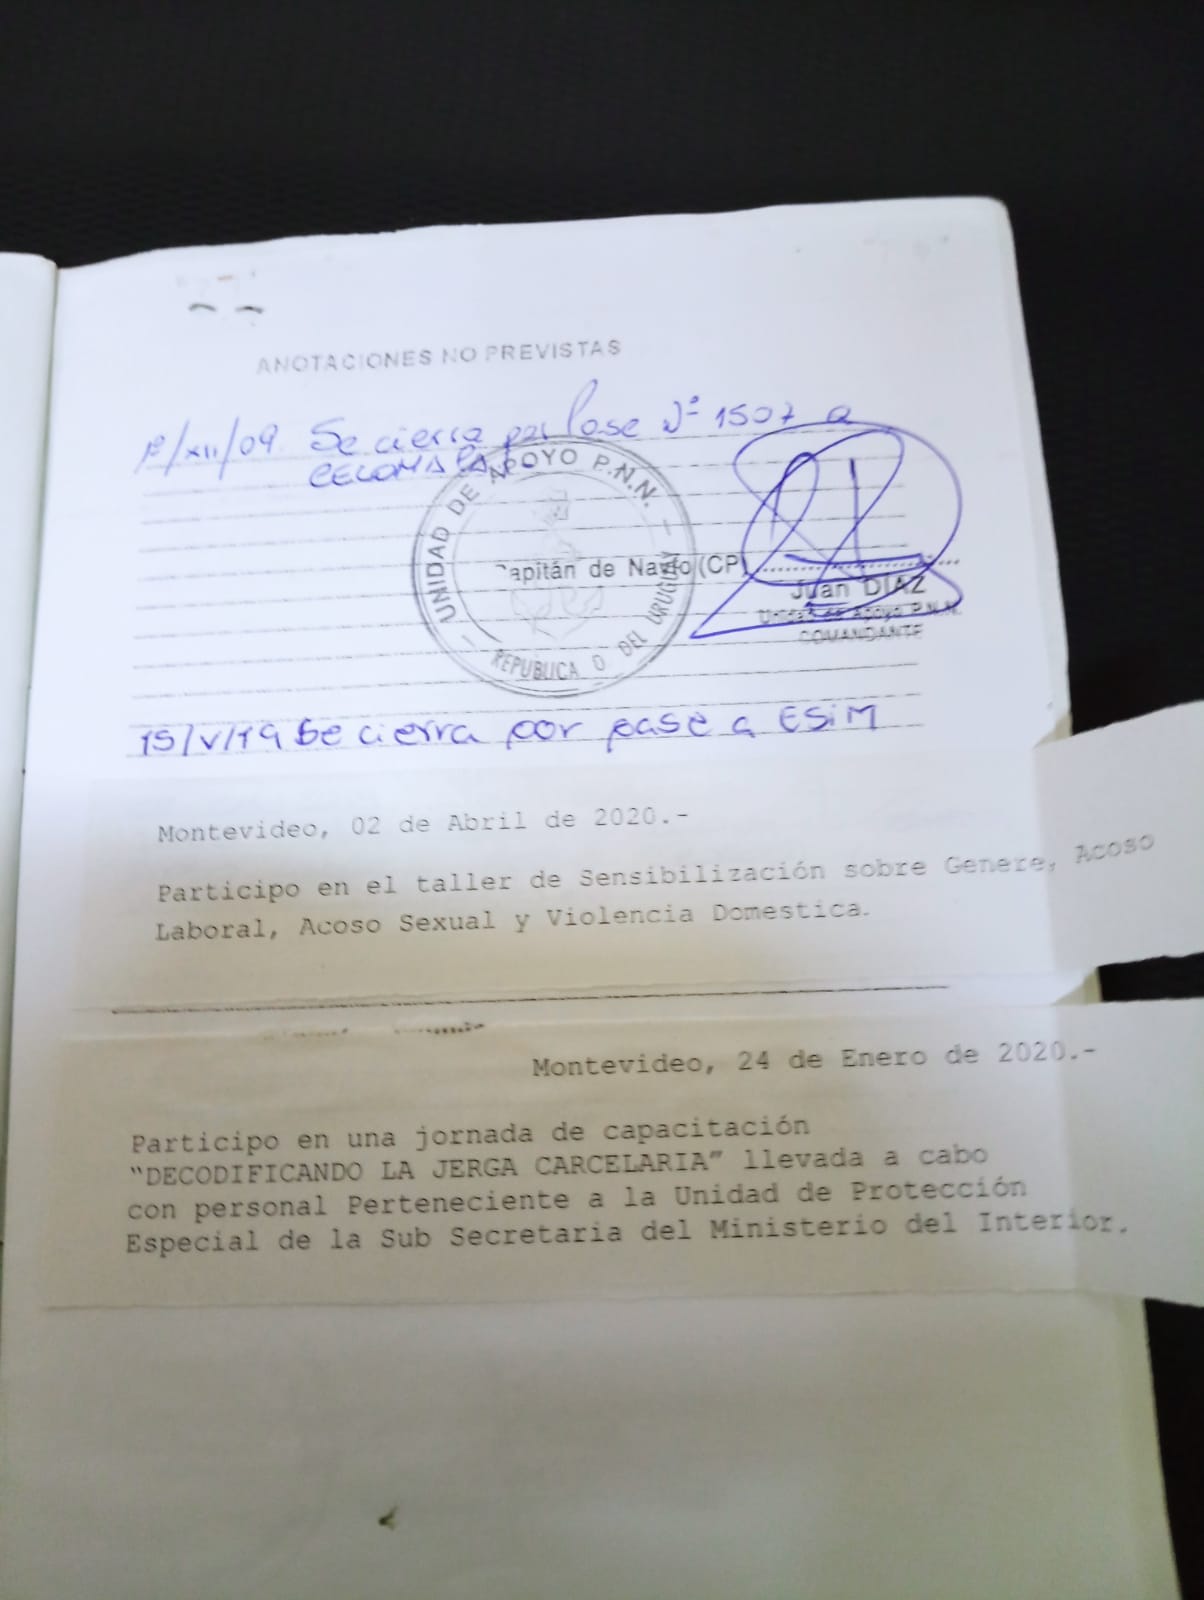 ANOTACIONES NO PREVISTAS
1º/XII/09. Se cierra por Pase Nº 1507 a
UNIDAD DE APOYO P.N.N. -
REPUBLICA O. DEL URUGUAY
Capitán de Navío (CP)
Juan DIAZ
Unidad de Apoyo P.N.N.
COMANDANTE
15/V/19 Se cierra por pase a ESiM
Montevideo, 02 de Abril de 2020.-
Participo en el taller de Sensibilización sobre Genere, Acoso
Laboral, Acoso Sexual y Violencia Domestica.
Montevideo, 24 de Enero de 2020.-
Participo en una jornada de capacitación
“DECODIFICANDO LA JERGA CARCELARIA” llevada a cabo
con personal Perteneciente a la Unidad de Protección
Especial de la Sub Secretaria del Ministerio del Interior.